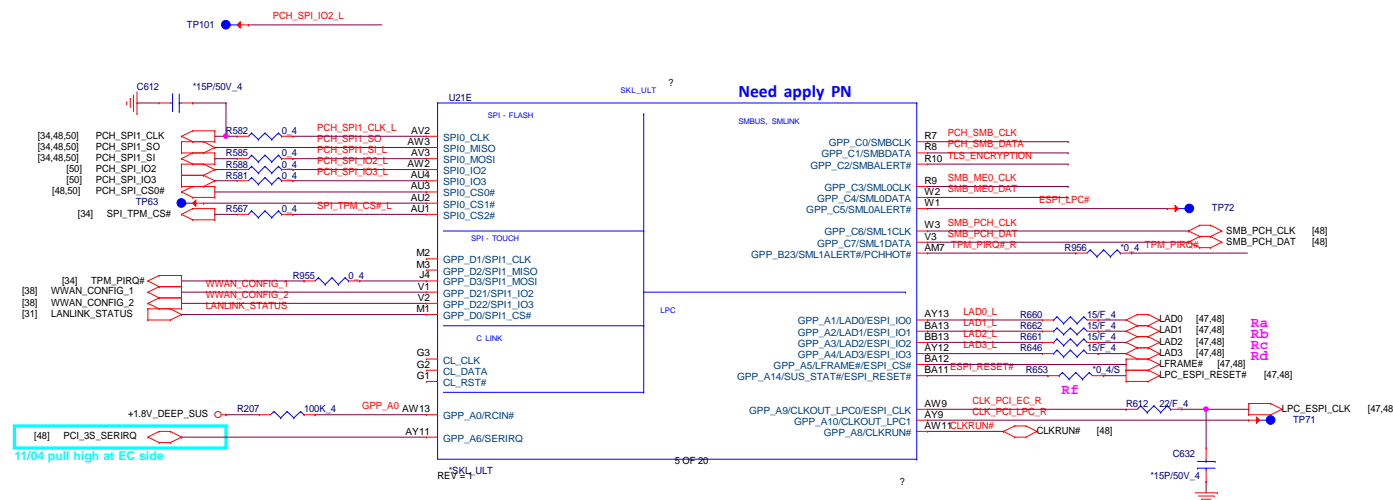 TP101 PCH_SPI_IO2_L
C612 *15P/50V_4
U21E
SKL_ULT ?
Need apply PN
SPI - FLASH
SMBUS, SMLINK
[34,48,50] PCH_SPI1_CLK R582 0_4 PCH_SPI1_CLK_L AV2 SPI0_CLK
[34,48,50] PCH_SPI1_SO PCH_SPI1_SO AW3 SPI0_MISO
[34,48,50] PCH_SPI1_SI R585 0_4 PCH_SPI1_SI_L AV3 SPI0_MOSI
[50] PCH_SPI_IO2 R588 0_4 PCH_SPI1_IO2_L AW2 SPI0_IO2
[50] PCH_SPI_IO3 R581 0_4 PCH_SPI1_IO3_L AU4 SPI0_IO3
[48,50] PCH_SPI_CS0# AU3 SPI0_CS0#
TP63 AU2 SPI0_CS1#
[34] SPI_TPM_CS# R567 0_4 SPI_TPM_CS#_L AU1 SPI0_CS2#
GPP_C0/SMBCLK R7 PCH_SMB_CLK
GPP_C1/SMBDATA R8 PCH_SMB_DATA
GPP_C2/SMBALERT# R10 TLS_ENCRYPTION
GPP_C3/SML0CLK R9 SMB_ME0_CLK
GPP_C4/SML0DATA W2 SMB_ME0_DAT
GPP_C5/SML0ALERT# W1 ESPI_LPC# TP72
GPP_C6/SML1CLK W3 SMB_PCH_CLK SMB_PCH_CLK [48]
GPP_C7/SML1DATA V3 SMB_PCH_DAT SMB_PCH_DAT [48]
GPP_B23/SML1ALERT#/PCHHOT# AM7 TPM_PIRQ#_R R956 *0_4 TPM_PIRQ#
SPI - TOUCH
M2 GPP_D1/SPI1_CLK
M3 GPP_D2/SPI1_MISO
[34] TPM_PIRQ# R955 0_4 J4 GPP_D3/SPI1_MOSI
[38] WWAN_CONFIG_1 WWAN_CONFIG_1 V1 GPP_D21/SPI1_IO2
[38] WWAN_CONFIG_2 WWAN_CONFIG_2 V2 GPP_D22/SPI1_IO3
[31] LANLINK_STATUS LANLINK_STATUS M1 GPP_D0/SPI1_CS#
LPC
C LINK
G3 CL_CLK
G2 CL_DATA
G1 CL_RST#
GPP_A1/LAD0/ESPI_IO0 AY13 LAD0_L R660 15/F_4 LAD0 [47,48] Ra
GPP_A2/LAD1/ESPI_IO1 BA13 LAD1_L R662 15/F_4 LAD1 [47,48] Rb
GPP_A3/LAD2/ESPI_IO2 BB13 LAD2_L R661 15/F_4 LAD2 [47,48] Rc
GPP_A4/LAD3/ESPI_IO3 AY12 LAD3_L R646 15/F_4 LAD3 [47,48] Rd
GPP_A5/LFRAME#/ESPI_CS# BA12 LFRAME# [47,48]
GPP_A14/SUS_STAT#/ESPI_RESET# BA11 ESPI_RESET# R653 *0_4/S LPC_ESPI_RESET# [47,48]
Rf
+1.8V_DEEP_SUS R207 100K_4 GPP_A0 AW13 GPP_A0/RCIN#
[48] PCI_3S_SERIRQ AY11 GPP_A6/SERIRQ
11/04 pull high at EC side
GPP_A9/CLKOUT_LPC0/ESPI_CLK AW9 CLK_PCI_EC_R R612 22/F_4 LPC_ESPI_CLK [47,48
GPP_A10/CLKOUT_LPC1 AY9 CLK_PCI_LPC_R TP71
GPP_A8/CLKRUN# AW11 CLKRUN# CLKRUN# [48]
C632
*15P/50V_4
*SKL_ULT
REV = 1
5 OF 20
?